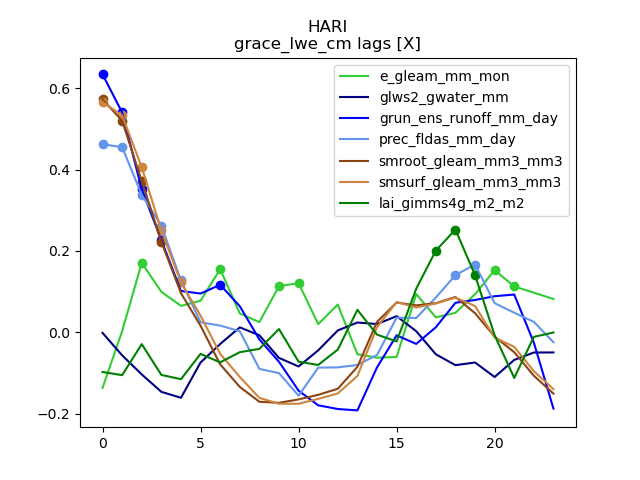 HARI
grace_lwe_cm lags [X]
e_gleam_mm_mon
glws2_gwater_mm
grun_ens_runoff_mm_day
prec_fldas_mm_day
smroot_gleam_mm3_mm3
smsurf_gleam_mm3_mm3
lai_gimms4g_m2_m2
0.6
0.4
0.2
0.0
−0.2
0 5 10 15 20